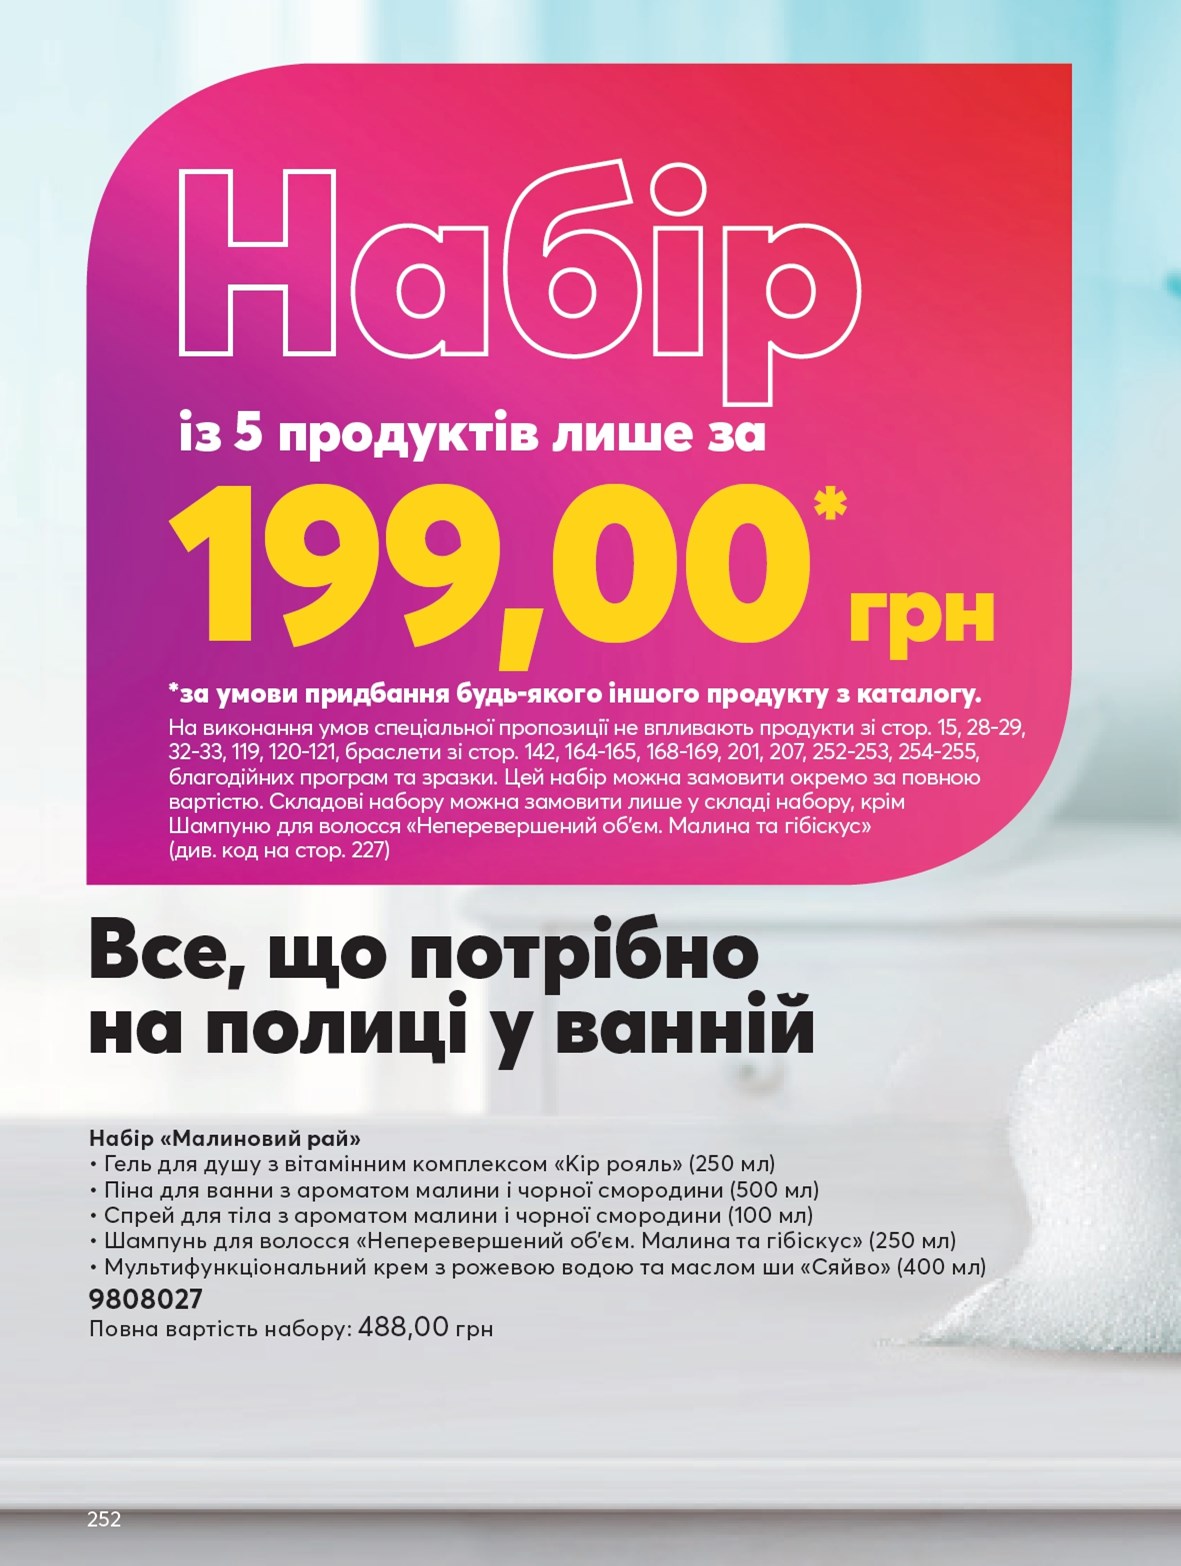 Набір
із 5 продуктів лише за
199,00* грн
*за умови придбання будь-якого іншого продукту з каталогу.
На виконання умов спеціальної пропозиції не впливають продукти зі стор. 15, 28-29,
32-33, 119, 120-121, браслети зі стор. 142, 164-165, 168-169, 201, 207, 252-253, 254-255,
благодійних програм та зразки. Цей набір можна замовити окремо за повною
вартістю. Складові набору можна замовити лише у складі набору, крім
Шампуню для волосся «Неперевершений об’єм. Малина та гібіскус»
(див. код на стор. 227)
Все, що потрібно
на полиці у ванній
Набір «Малиновий рай»
• Гель для душу з вітамінним комплексом «Кір рояль» (250 мл)
• Піна для ванни з ароматом малини і чорної смородини (500 мл)
• Спрей для тіла з ароматом малини і чорної смородини (100 мл)
• Шампунь для волосся «Неперевершений об’єм. Малина та гібіскус» (250 мл)
• Мультифункціональний крем з рожевою водою та маслом ши «Сяйво» (400 мл)
9808027
Повна вартість набору: 488,00 грн
252